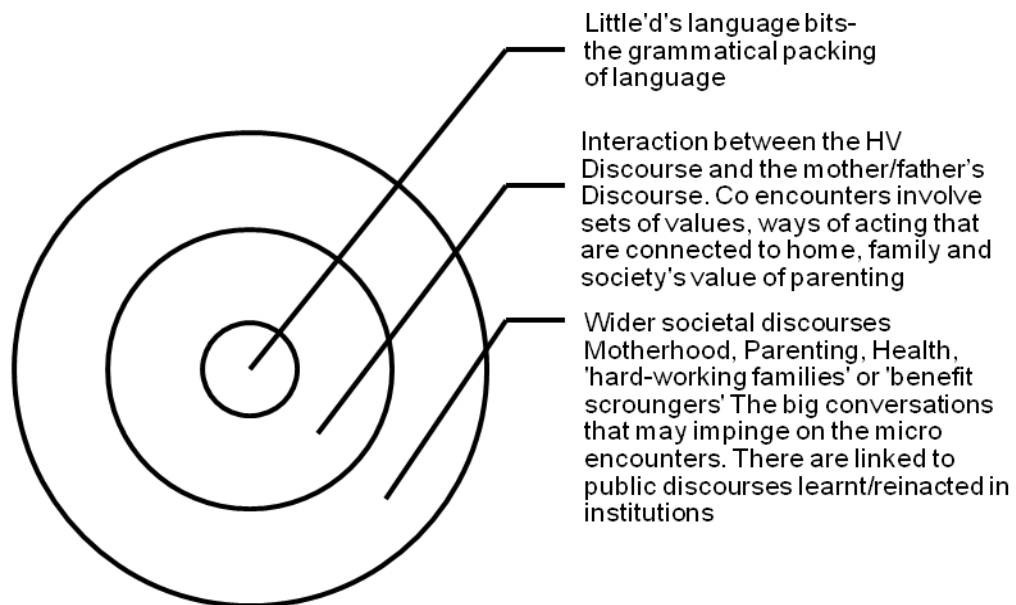 Little'd's language bits-
the grammatical packing
of language
Interaction between the HV
Discourse and the mother/father's
Discourse. Co encounters involve
sets of values, ways of acting that
are connected to home, family and
society's value of parenting
Wider societal discourses
Motherhood, Parenting, Health,
'hard-working families' or 'benefit
scroungers' The big conversations
that may impinge on the micro
encounters. There are linked to
public discourses learnt/reinacted in
institutions